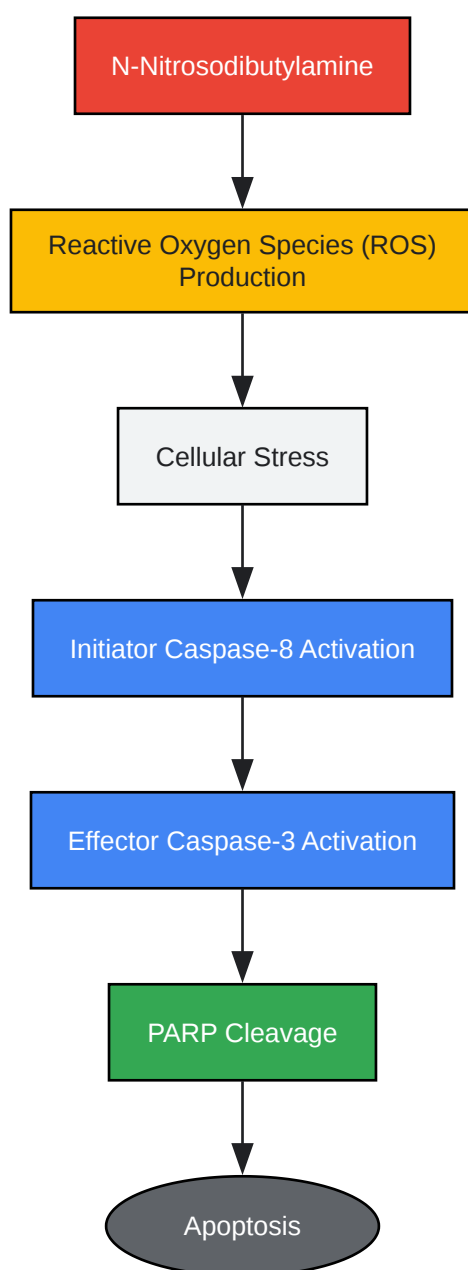 N-Nitrosodibutylamine
Reactive Oxygen Species (ROS)
Production
Cellular Stress
Initiator Caspase-8 Activation
Effector Caspase-3 Activation
PARP Cleavage
Apoptosis